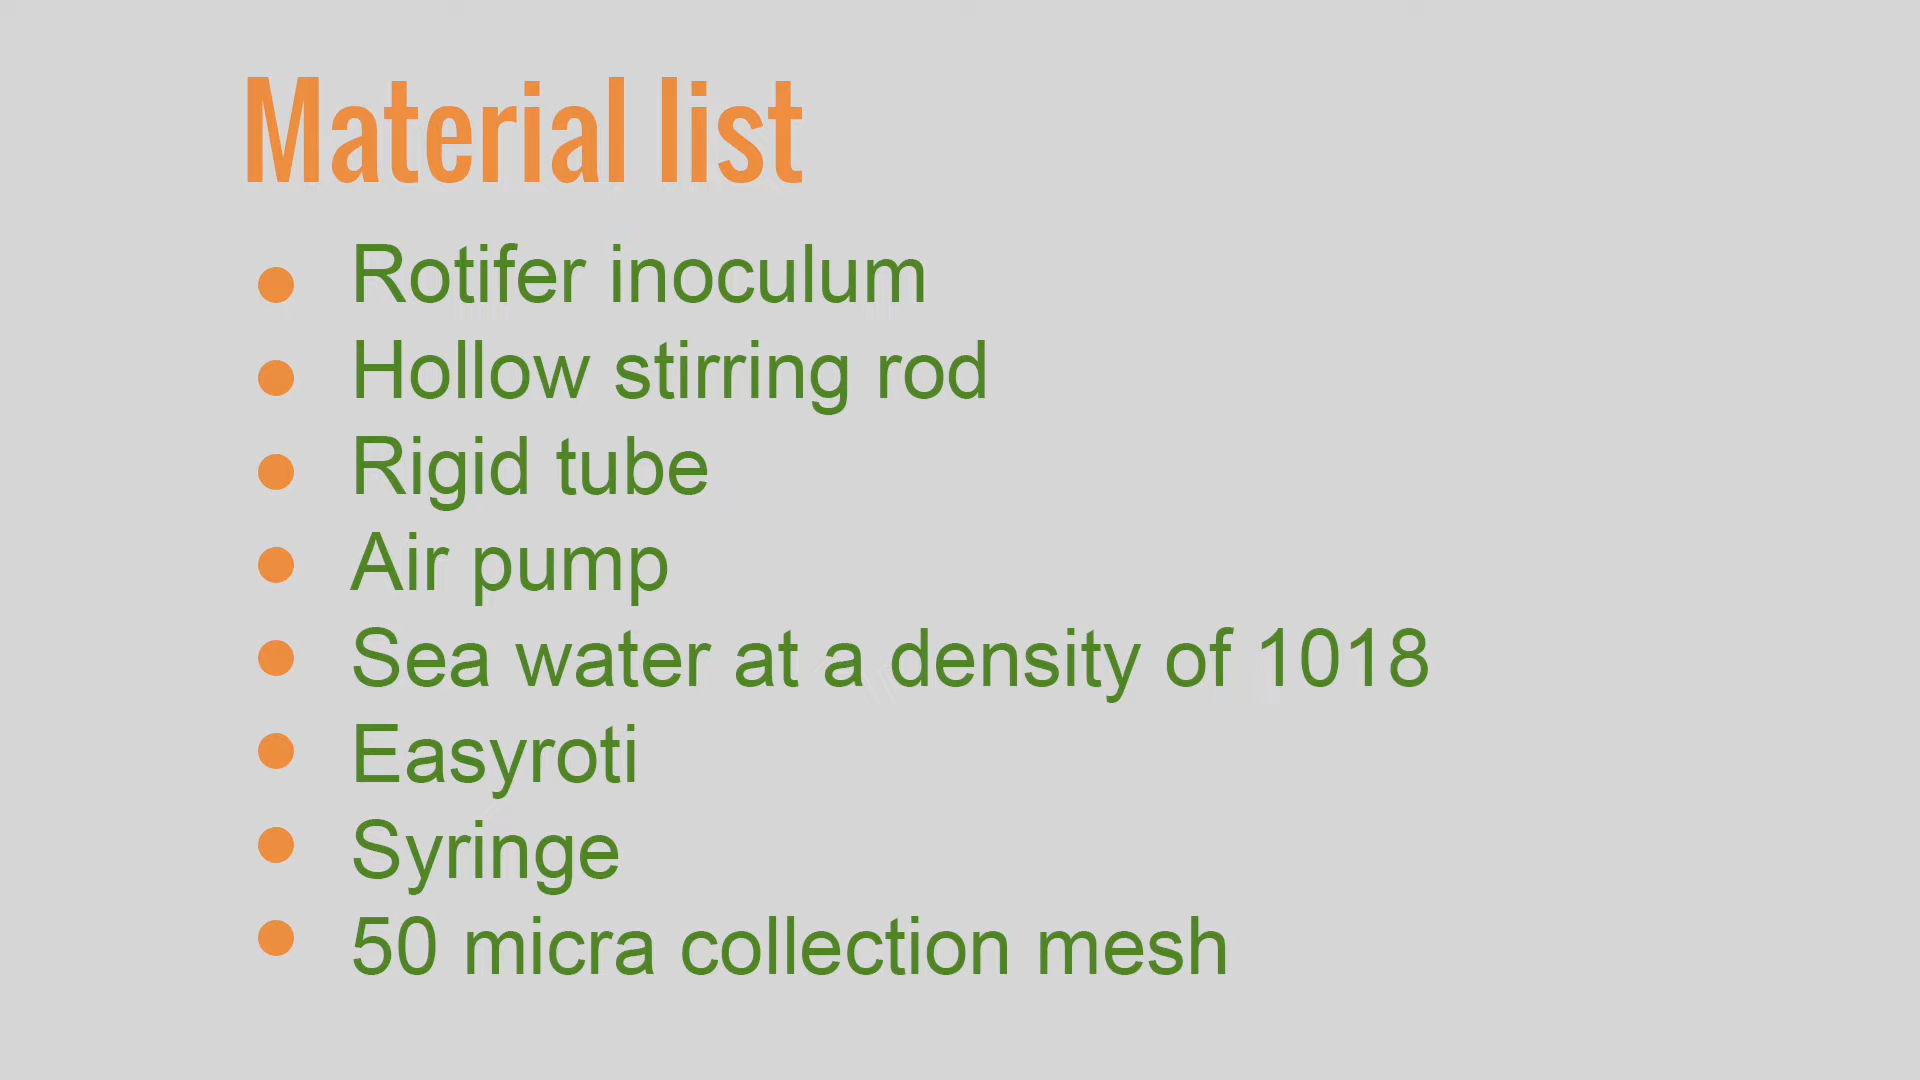 Material list
Rotifer inoculum
Hollow stirring rod
Rigid tube
Air pump
Sea water at a density of 1018
Easyroti
Syringe
50 micra collection mesh